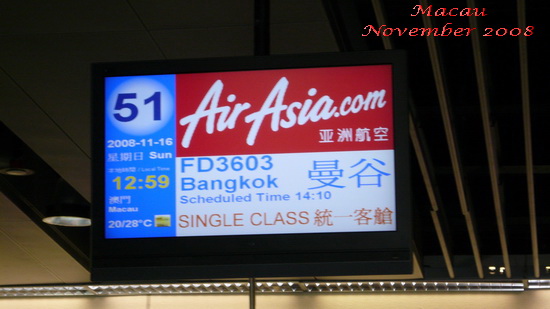 Macau
November 2008
51
AirAsia.com
亚洲航空
2008-11-16
星期日 Sun
Local Time
12:59
澳門
Macau
20/28°C
FD3603
Bangkok 曼谷
Scheduled Time 14:10
SINGLE CLASS 統一客艙